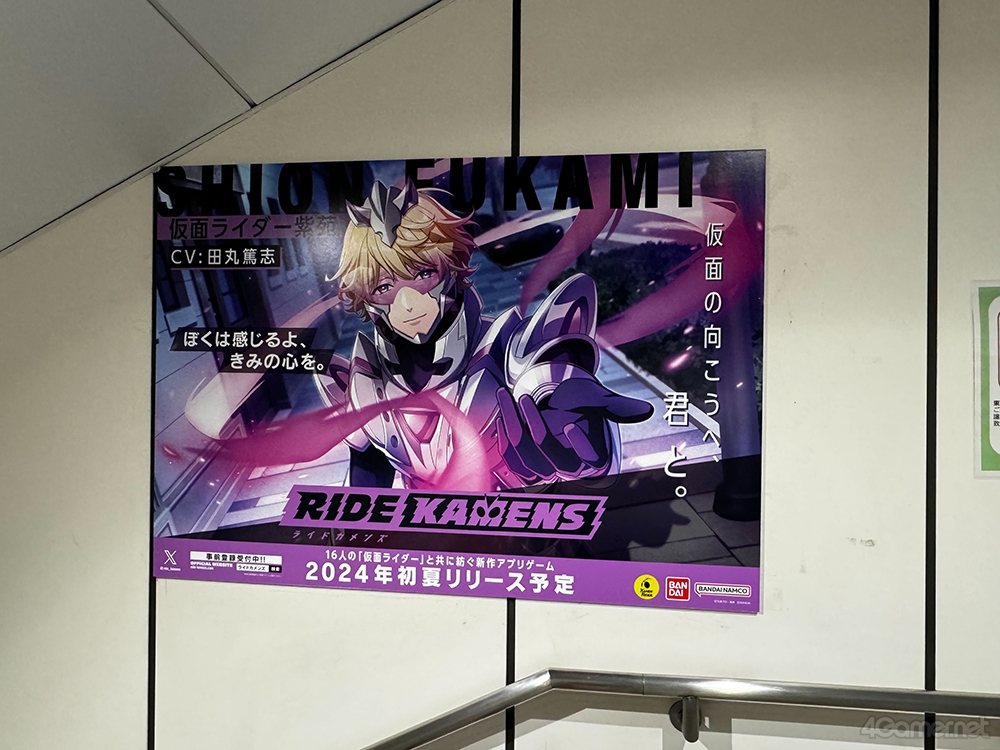 SHION FUKAMI
仮面ライダー紫苑
CV:田丸篤志
ぼくは感じるよ、
きみの心を。
仮面の向こうへ、
君と。
RIDE KAMENS
ライドカメンズ
X
事前登録受付中!!
OFFICIAL WEBSITE
ライドカメンズ 検索
16人の「仮面ライダー」と共に紡ぐ新作アプリゲーム
2024年初夏リリース予定
BAN
DAI
BANDAI NAMCO
4Gamer.net